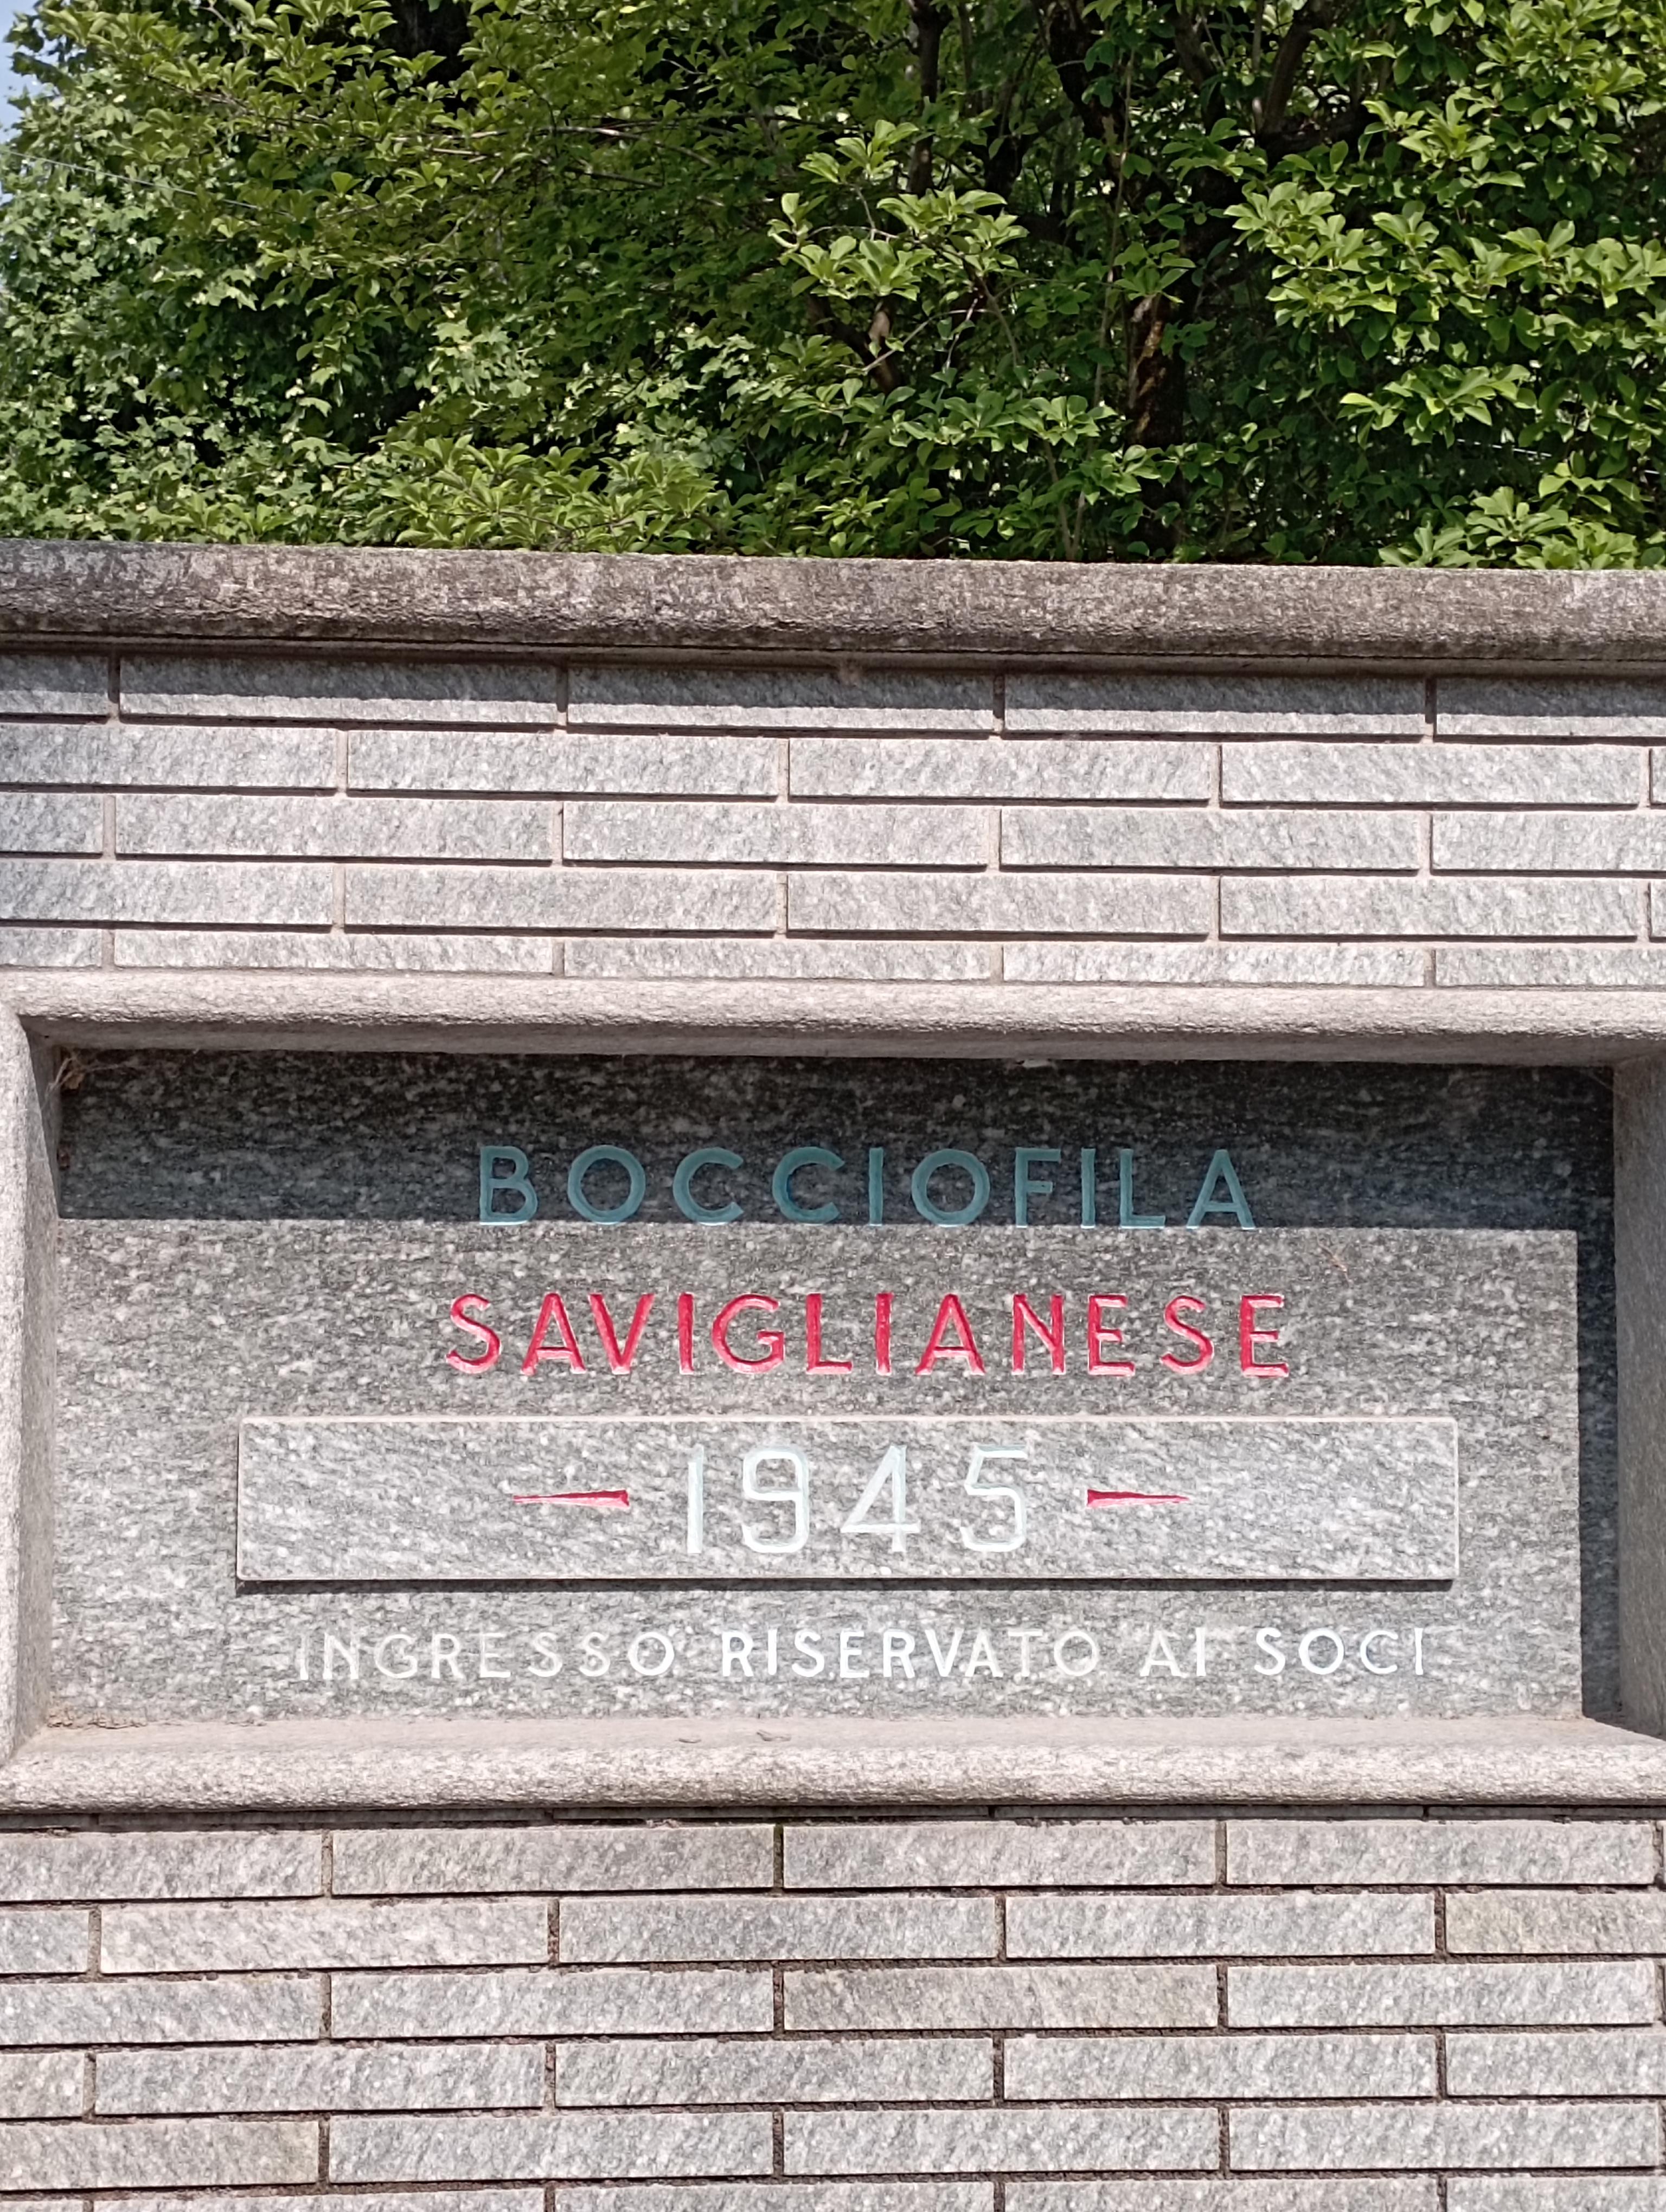 BOCCIOFILA
SAVIGLIANESE
1945
INGRESSO RISERVATO AI SOCI